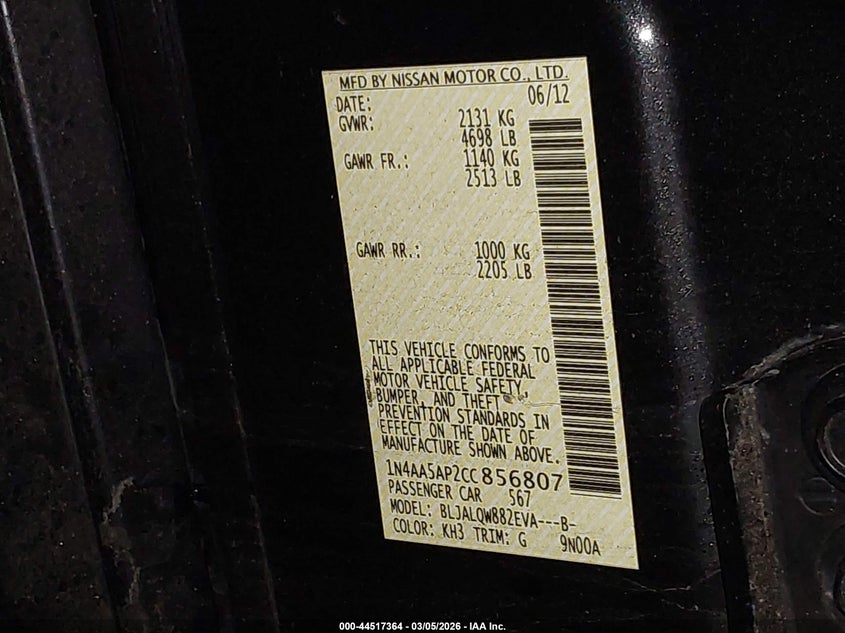 MFD BY NISSAN MOTOR CO., LTD.
DATE: 06/12
GVWR: 2131 KG
4698 LB
GAWR FR.: 1140 KG
2513 LB
GAWR RR.: 1000 KG
2205 LB
THIS VEHICLE CONFORMS TO
ALL APPLICABLE FEDERAL
MOTOR VEHICLE SAFETY,
BUMPER, AND THEFT
PREVENTION STANDARDS IN
EFFECT ON THE DATE OF
MANUFACTURE SHOWN ABOVE.
1N4AA5AP2CC856807
PASSENGER CAR 567
MODEL: BLJALQW882EVA---B-
COLOR: KH3 TRIM: G 9N00A
000-44517364 - 03/05/2026 - IAA Inc.